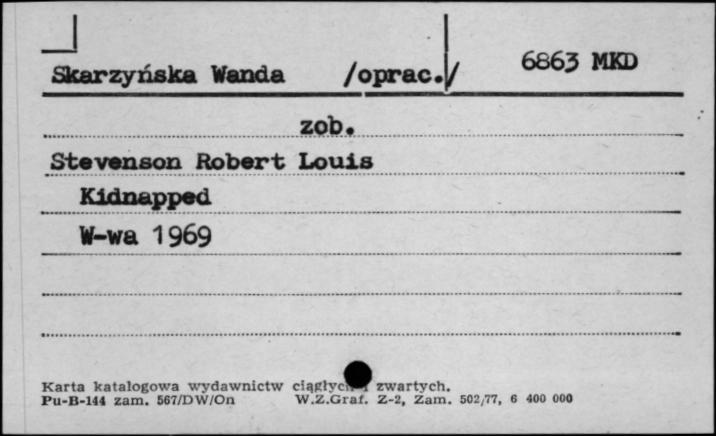 Skarzyńska Wanda /oprac./ 6863 MKD
zob.
Stevenson Robert Louis
Kidnapped
W-wa 1969
Karta katalogowa wydawnictw ciągłych i zwartych.
Pu-B-144 zam. 567/DW/On W.Z.Graf. Z-2, Zam. 502/77, 6 400 000